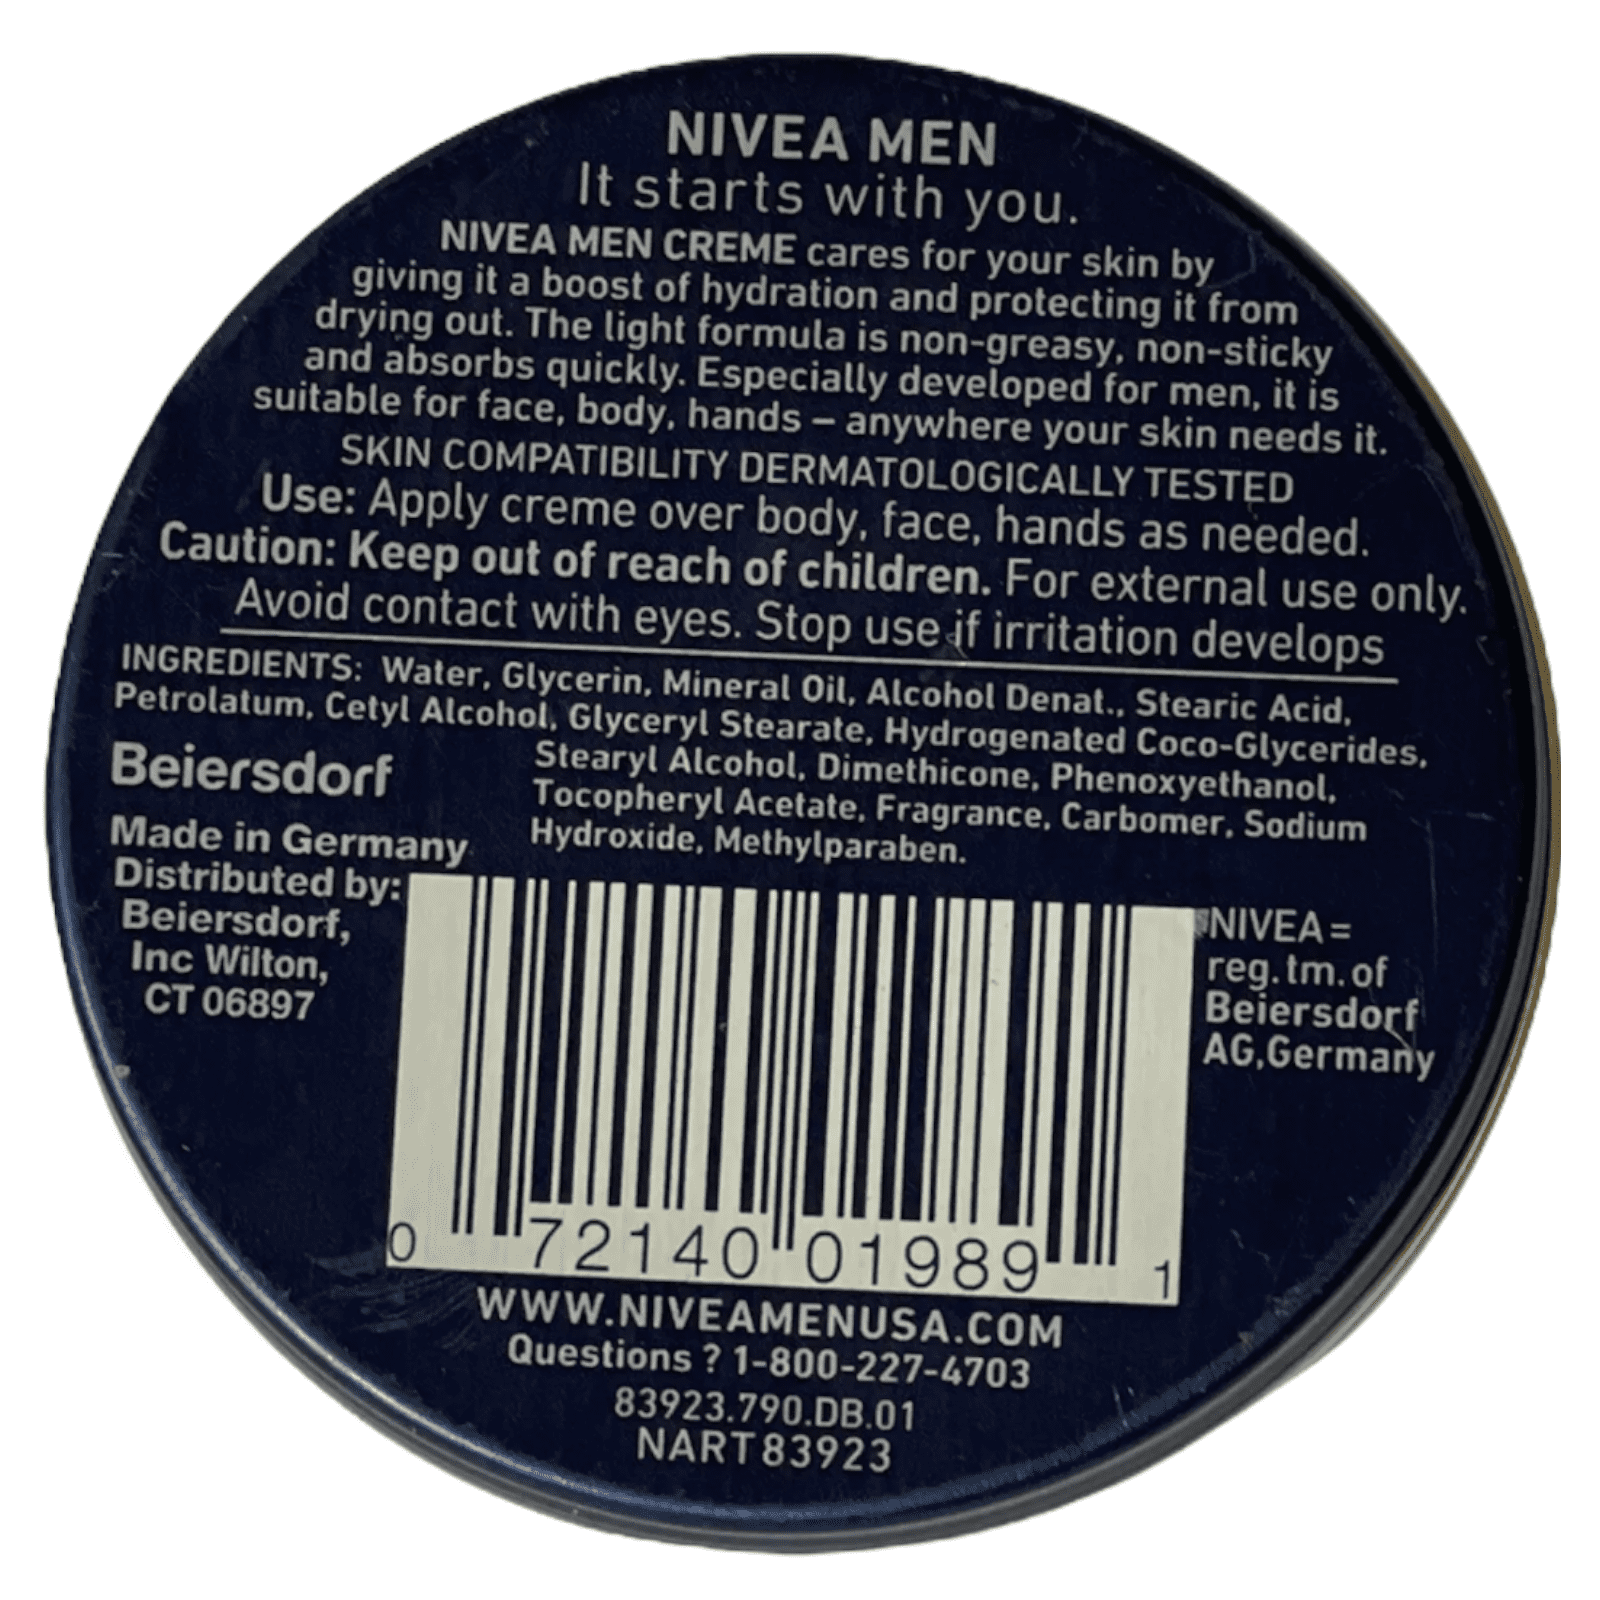 NIVEA MEN
It starts with you.
NIVEA MEN CREME cares for your skin by
giving it a boost of hydration and protecting it from
drying out. The light formula is non-greasy, non-sticky
and absorbs quickly. Especially developed for men, it is
suitable for face, body, hands – anywhere your skin needs it.
SKIN COMPATIBILITY DERMATOLOGICALLY TESTED
Use: Apply creme over body, face, hands as needed.
Caution: Keep out of reach of children. For external use only.
Avoid contact with eyes. Stop use if irritation develops
INGREDIENTS: Water, Glycerin, Mineral Oil, Alcohol Denat., Stearic Acid,
Petrolatum, Cetyl Alcohol, Glyceryl Stearate, Hydrogenated Coco-Glycerides,
Stearyl Alcohol, Dimethicone, Phenoxyethanol,
Tocopheryl Acetate, Fragrance, Carbomer, Sodium
Hydroxide, Methylparaben.
Beiersdorf
Made in Germany
Distributed by:
Beiersdorf,
Inc Wilton,
CT 06897
NIVEA =
reg. tm. of
Beiersdorf
AG,Germany
0 72140 01989 1
WWW.NIVEAMENUSA.COM
Questions ? 1-800-227-4703
83923.790.DB.01
NART83923